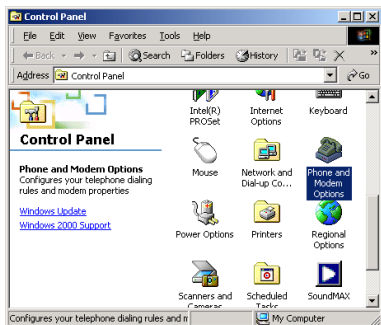 Control Panel
File Edit View Favorites Tools Help
Back Search Folders History »
Address Control Panel Go
Control Panel
Phone and Modem Options
Configures your telephone dialing
rules and modem properties
Windows Update
Windows 2000 Support
Intel(R)
PROSet
Internet
Options
Keyboard
Mouse
Network and
Dial-up Co...
Phone and
Modem
Options
Power Options
Printers
Regional
Options
Scanners and
Cameras
Scheduled
Tasks
SoundMAX
Configures your telephone dialing rules and m
My Computer